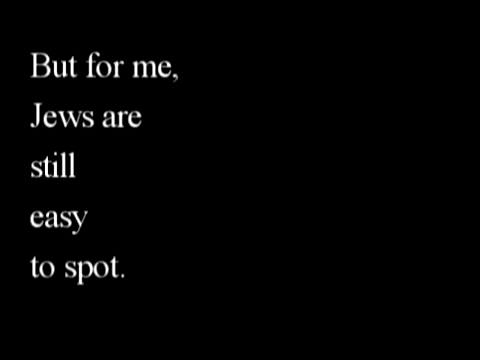 But for me,
Jews are
still
easy
to spot.